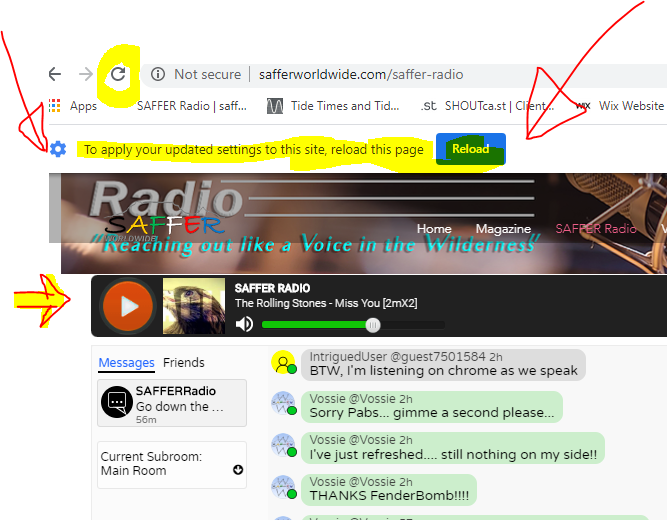 Not secure | safferworldwide.com/saffer-radio
Apps SAFFER Radio | saff... Tide Times and Tid... .st SHOUTca.st | Client... WIX Wix Website
To apply your updated settings to this site, reload this page Reload
Radio
SAFFER
WORLDWIDE
Home Magazine SAFFER Radio V
“Reaching out like a Voice in the Wilderness”
SAFFER RADIO
The Rolling Stones - Miss You [2mX2]
Messages Friends
SAFFERRadio
Go down the ...
56m
Current Subroom:
Main Room
IntriguedUser @guest7501584 2h
BTW, I'm listening on chrome as we speak
Vossie @Vossie 2h
Sorry Pabs... gimme a second please...
Vossie @Vossie 2h
I've just refreshed.... still nothing on my side!!
Vossie @Vossie 2h
THANKS FenderBomb!!!!